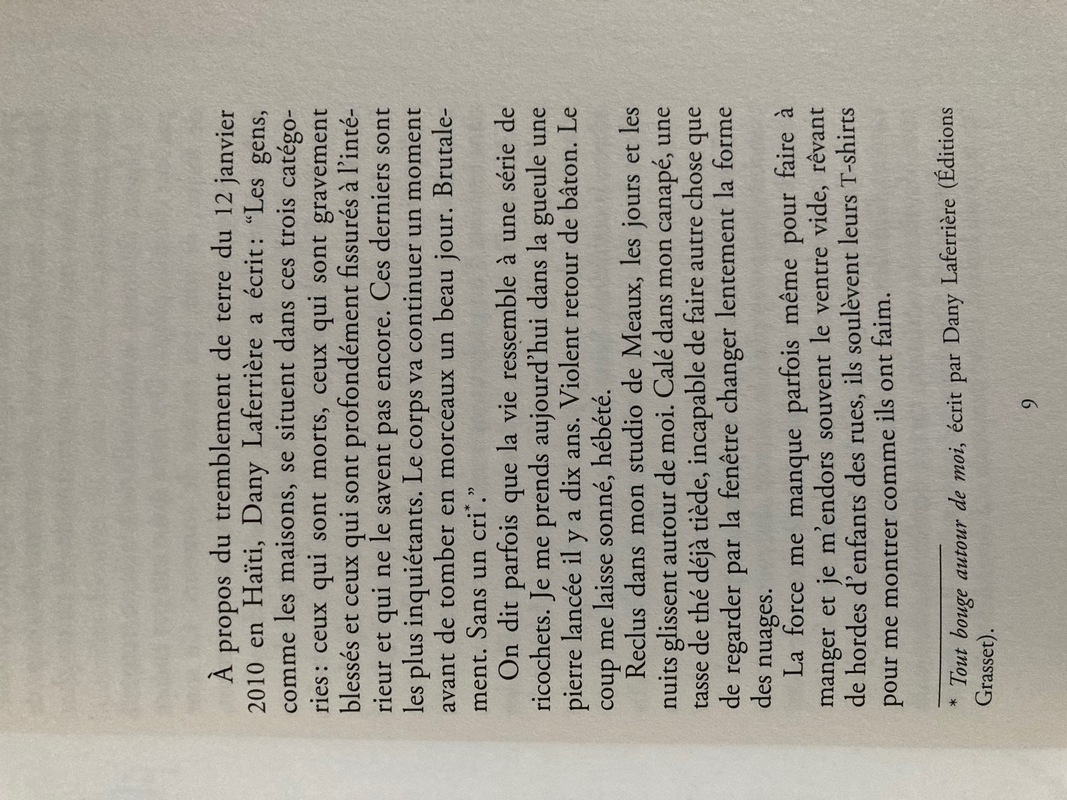 À propos du tremblement de terre du 12 janvier
2010 en Haïti, Dany Laferrière a écrit : “Les gens,
comme les maisons, se situent dans ces trois catégo-
ries : ceux qui sont morts, ceux qui sont gravement
blessés et ceux qui sont profondément fissurés à l’inté-
rieur et qui ne le savent pas encore. Ces derniers sont
les plus inquiétants. Le corps va continuer un moment
avant de tomber en morceaux un beau jour. Brutale-
ment. Sans un cri*.”
On dit parfois que la vie ressemble à une série de
ricochets. Je me prends aujourd’hui dans la gueule une
pierre lancée il y a dix ans. Violent retour de bâton. Le
coup me laisse sonné, hébété.
Reclus dans mon studio de Meaux, les jours et les
nuits glissent autour de moi. Calé dans mon canapé, une
tasse de thé déjà tiède, incapable de faire autre chose que
de regarder par la fenêtre changer lentement la forme
des nuages.
La force me manque parfois même pour faire à
manger et je m’endors souvent le ventre vide, rêvant
de hordes d’enfants des rues, ils soulèvent leurs T-shirts
pour me montrer comme ils ont faim.
* Tout bouge autour de moi, écrit par Dany Laferrière (Éditions
Grasset).
9